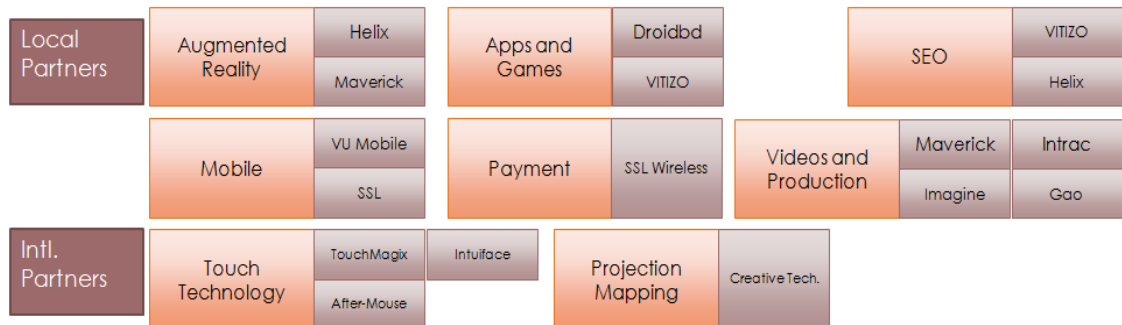 Local
Partners
Augmented
Reality
Helix
Maverick
Apps and
Games
Droidbd
VITIZO
SEO
VITIZO
Helix
Mobile
VU Mobile
SSL
Payment
SSL Wireless
Videos and
Production
Maverick
Intrac
Imagine
Gao
Intl.
Partners
Touch
Technology
TouchMagix
Intuiface
After-Mouse
Projection
Mapping
Creative Tech.